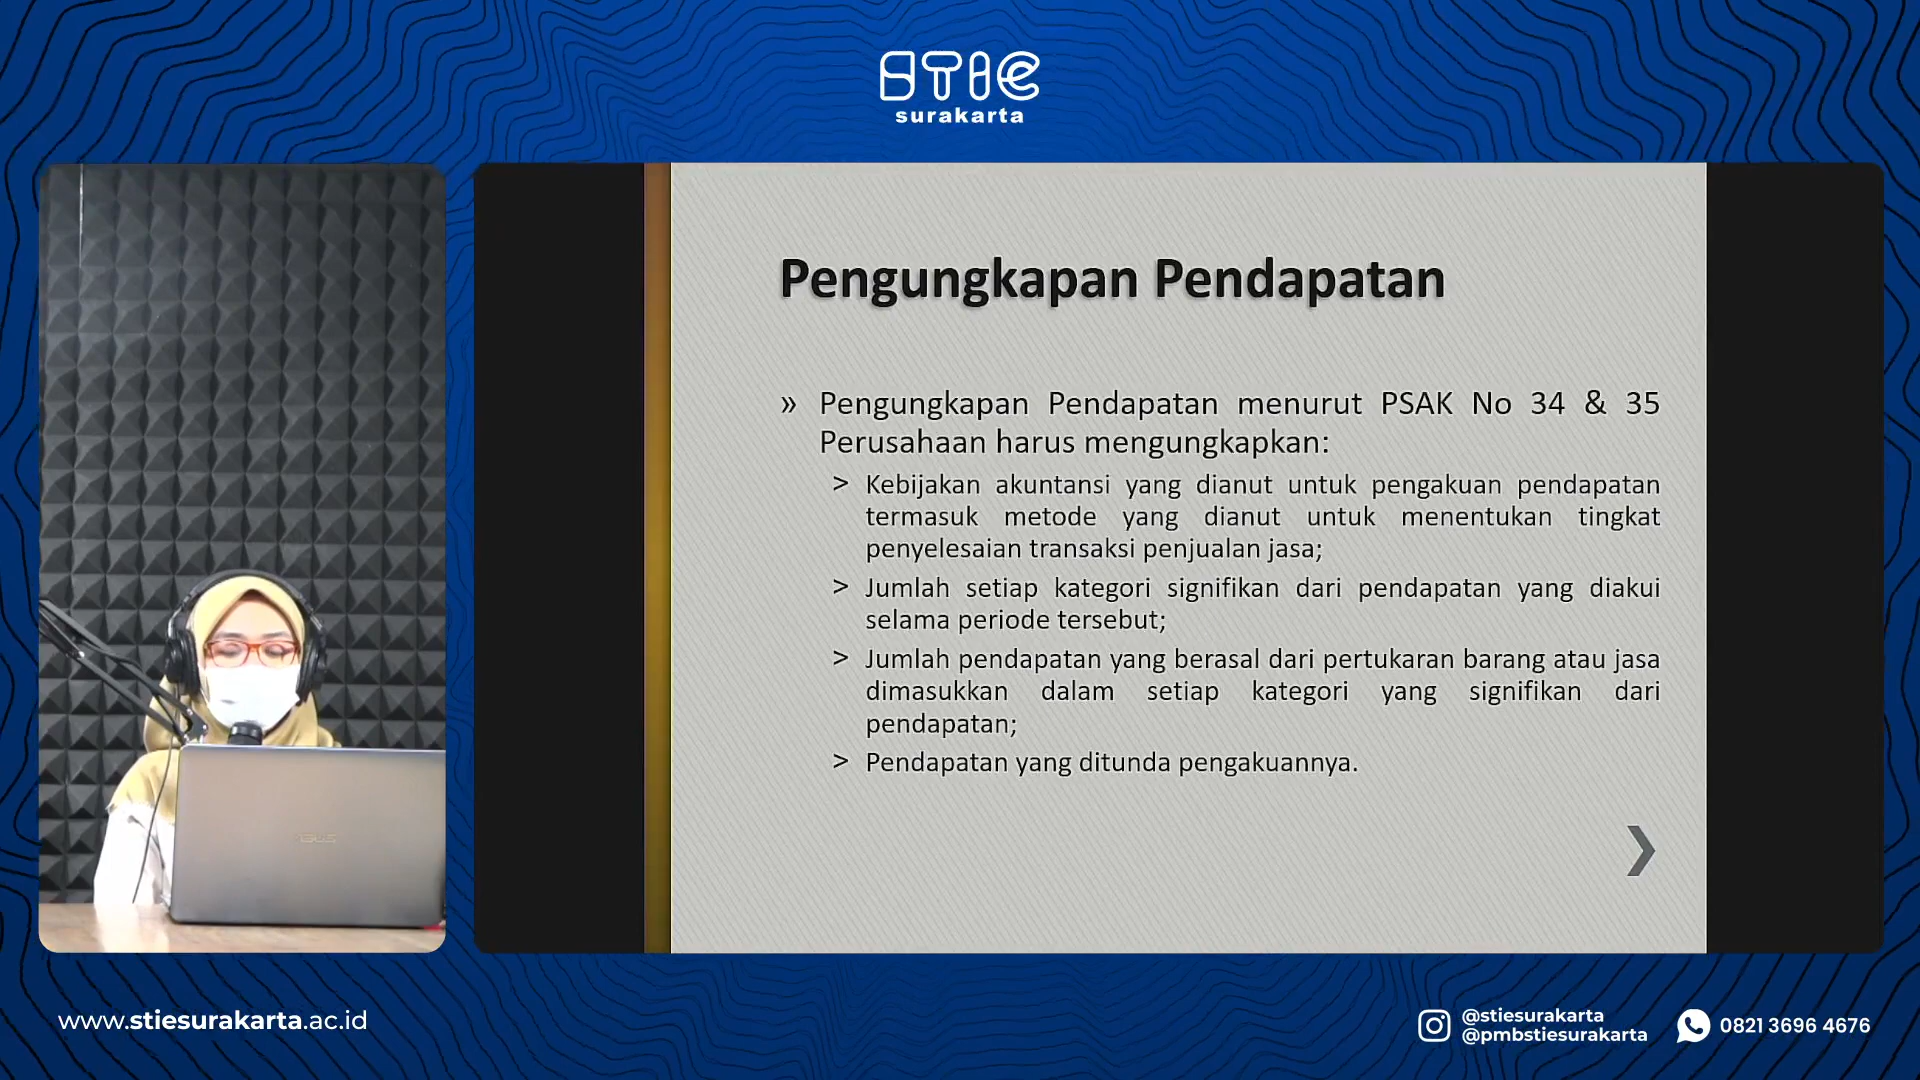 STIE
surakarta
Pengungkapan Pendapatan
» Pengungkapan Pendapatan menurut PSAK No 34 & 35
Perusahaan harus mengungkapkan:
> Kebijakan akuntansi yang dianut untuk pengakuan pendapatan
termasuk metode yang dianut untuk menentukan tingkat
penyelesaian transaksi penjualan jasa;
> Jumlah setiap kategori signifikan dari pendapatan yang diakui
selama periode tersebut;
> Jumlah pendapatan yang berasal dari pertukaran barang atau jasa
dimasukkan dalam setiap kategori yang signifikan dari
pendapatan;
> Pendapatan yang ditunda pengakuannya.
ASUS
www.stiesurakarta.ac.id
@stiesurakarta
@pmbstiesurakarta
0821 3696 4676